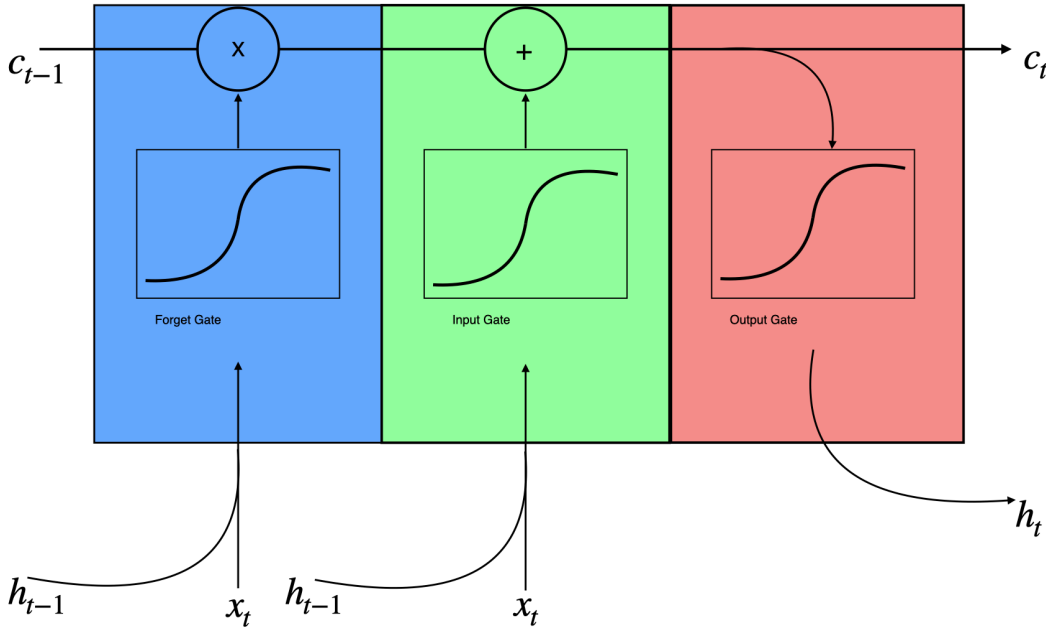 x
+
c_{t-1}
c_t
Forget Gate
Input Gate
Output Gate
h_t
h_{t-1}
x_t
h_{t-1}
x_t